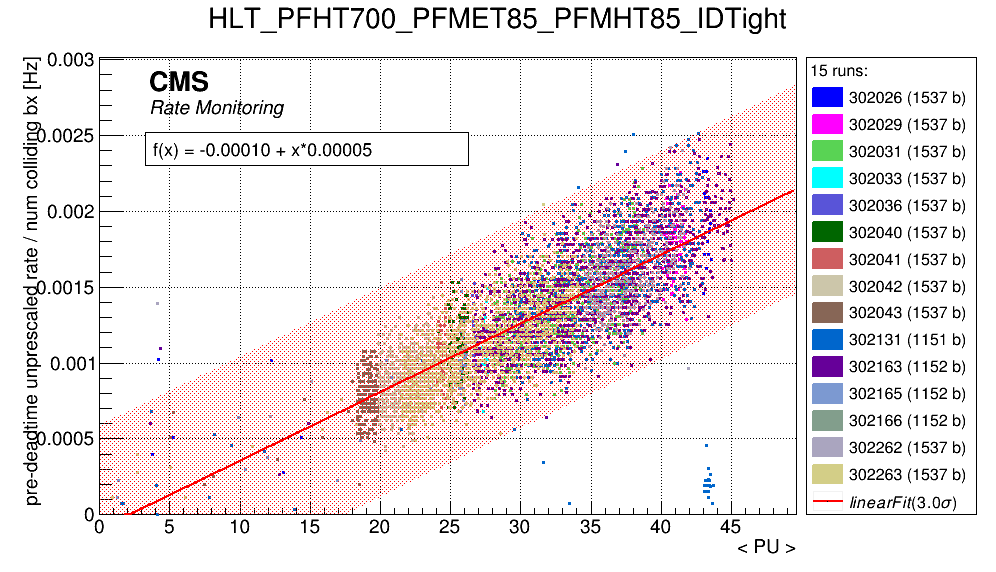 HLT_PFHT700_PFMET85_PFMHT85_IDTight
pre-deadtime unprescaled rate / num colliding bx [Hz]
0.003
0.0025
0.002
0.0015
0.001
0.0005
0
CMS
Rate Monitoring
f(x) = -0.00010 + x*0.00005
0 5 10 15 20 25 30 35 40 45
< PU >
15 runs:
302026 (1537 b)
302029 (1537 b)
302031 (1537 b)
302033 (1537 b)
302036 (1537 b)
302040 (1537 b)
302041 (1537 b)
302042 (1537 b)
302043 (1537 b)
302131 (1151 b)
302163 (1152 b)
302165 (1152 b)
302166 (1152 b)
302262 (1537 b)
302263 (1537 b)
linearFit(3.0σ)